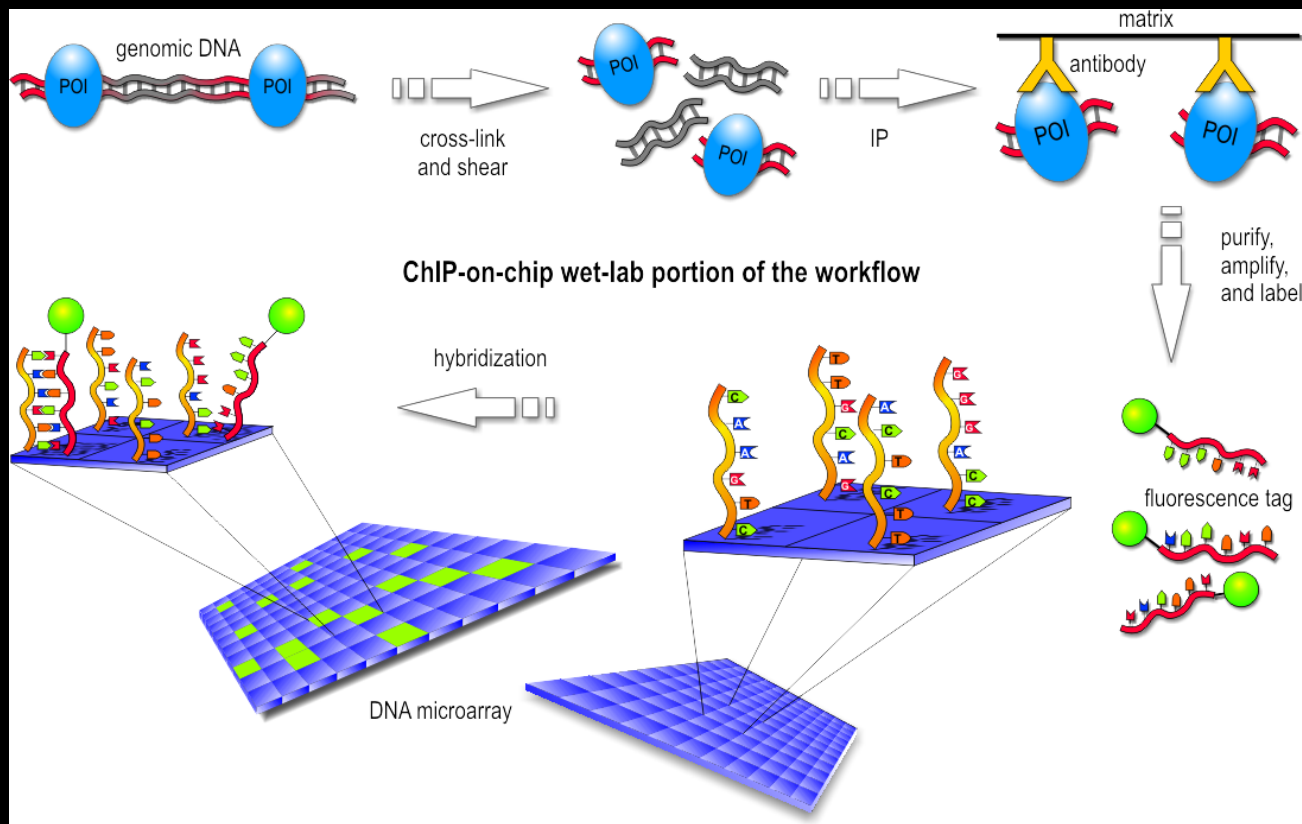 genomic DNA
POI
POI
cross-link
and shear
POI
POI
IP
matrix
antibody
POI
POI
purify,
amplify,
and label
ChIP-on-chip wet-lab portion of the workflow
hybridization
fluorescence tag
C
A
A
G
T
C
T
T
G
C
A
G
A
C
T
C
T
T
G
G
G
A
C
C
DNA microarray